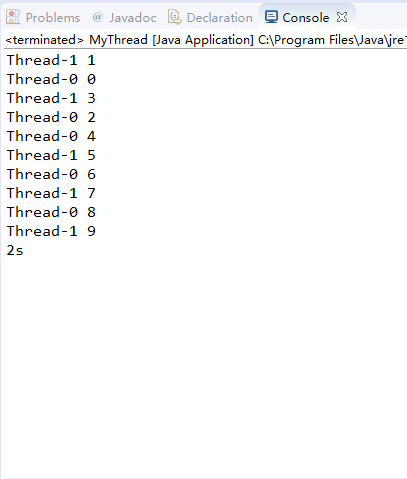 Problems @ Javadoc Declaration Console
<terminated> MyThread [Java Application] C:\Program Files\Java\jre
Thread-1 1
Thread-0 0
Thread-1 3
Thread-0 2
Thread-0 4
Thread-1 5
Thread-0 6
Thread-1 7
Thread-0 8
Thread-1 9
2s